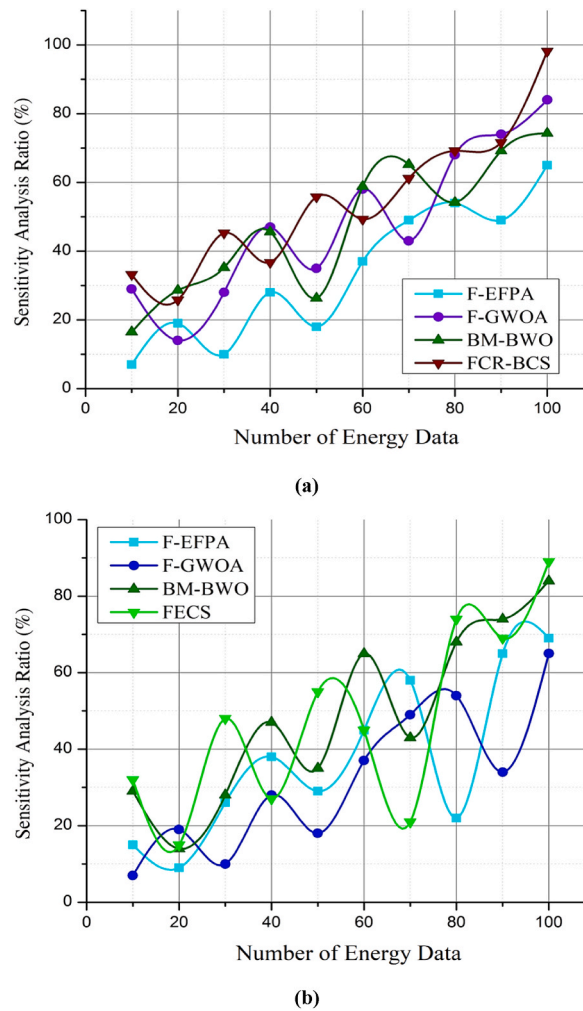 100
80
60
40
20
0
Sensitivity Analysis Ratio (%)
F-EFPA
F-GWOA
BM-BWO
FCR-BCS
0 20 40 60 80 100
Number of Energy Data
(a)
100
80
60
40
20
0
Sensitivity Analysis Ratio (%)
F-EFPA
F-GWOA
BM-BWO
FECS
0 20 40 60 80 100
Number of Energy Data
(b)